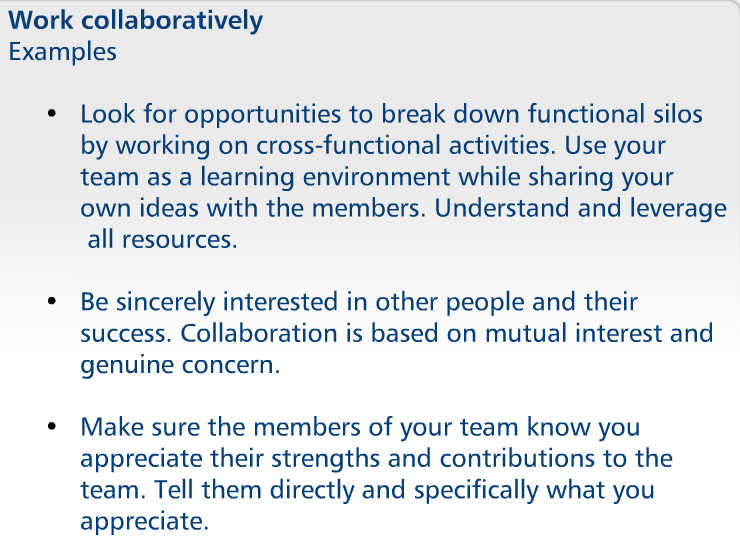 Work collaboratively
Examples
• Look for opportunities to break down functional silos
by working on cross-functional activities. Use your
team as a learning environment while sharing your
own ideas with the members. Understand and leverage
all resources.
• Be sincerely interested in other people and their
success. Collaboration is based on mutual interest and
genuine concern.
• Make sure the members of your team know you
appreciate their strengths and contributions to the
team. Tell them directly and specifically what you
appreciate.